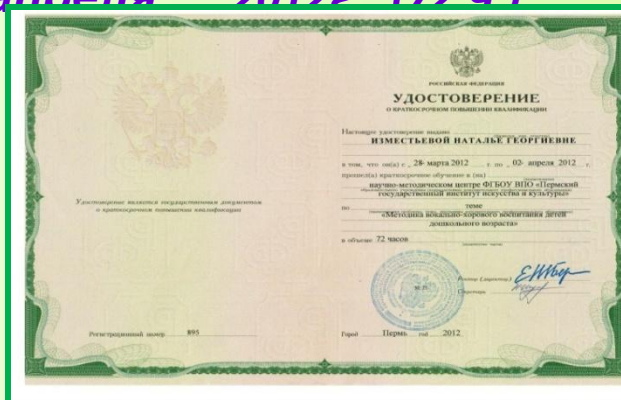 апреля 2022 г.
Настоящее удостоверение является государственным документом
о краткосрочном повышении квалификации
Регистрационный номер 895
РОССИЙСКАЯ ФЕДЕРАЦИЯ
УДОСТОВЕРЕНИЕ
О КРАТКОСРОЧНОМ ПОВЫШЕНИИ КВАЛИФИКАЦИИ
Настоящее удостоверение выдано
ИЗМЕСТЬЕВОЙ НАТАЛЬЕ ГЕОРГИЕВНЕ
в том, что он(а) с 28 марта 2012 г. по 02 апреля 2012 г.
прошел(а) краткосрочное обучение в (на)
научно-методическом центре ФГБОУ ВПО «Пермский
государственный институт искусства и культуры»
по теме
«Методика вокально-хорового воспитания детей
дошкольного возраста»
в объеме 72 часов
Ректор (директор)
М.П.
Секретарь
Город Пермь год 2012